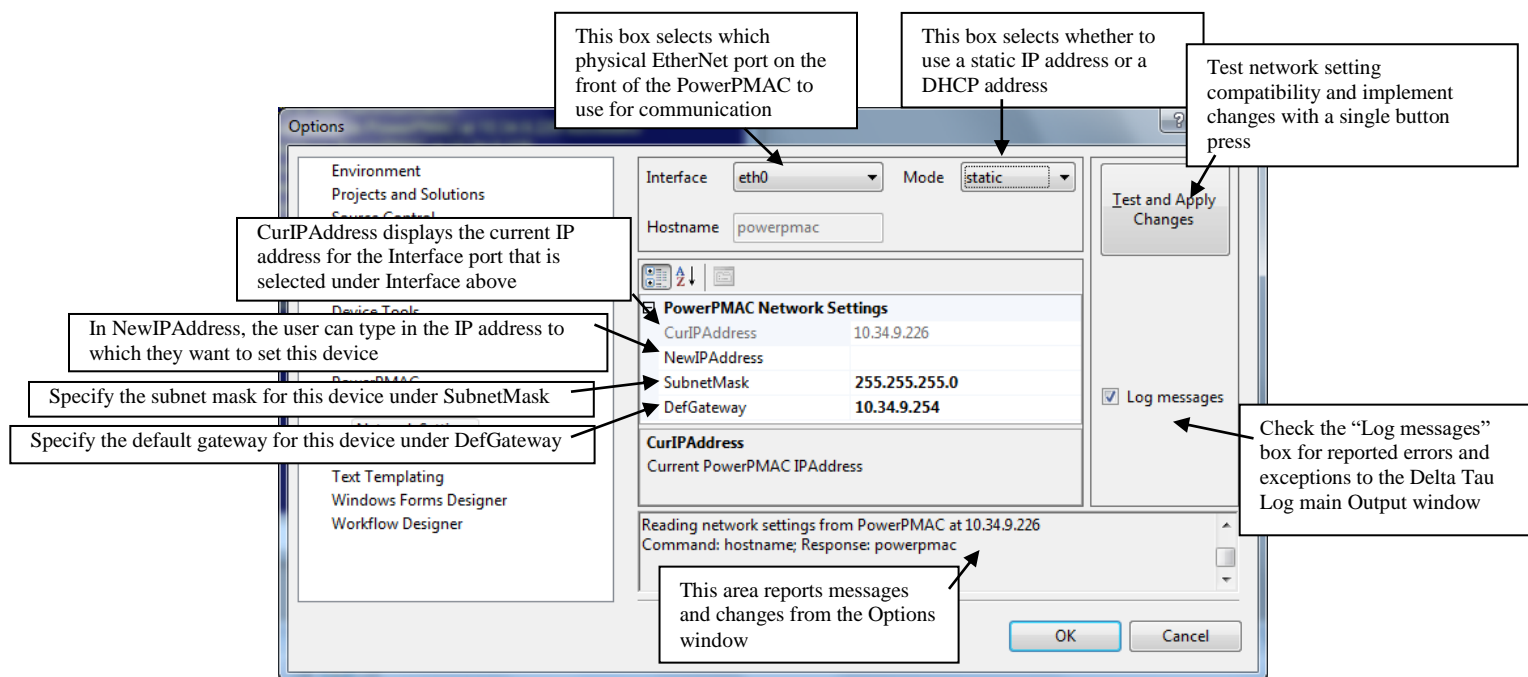 This box selects which
physical EtherNet port on the
front of the PowerPMAC to
use for communication
This box selects whether to
use a static IP address or a
DHCP address
Test network setting
compatibility and implement
changes with a single button
press
Options
Environment
Projects and Solutions
Source Control
Interface eth0 Mode static
Hostname powerpmac
Test and Apply
Changes
CurIPAddress displays the current IP
address for the Interface port that is
selected under Interface above
Device Tools
In NewIPAddress, the user can type in the IP address to
which they want to set this device
PowerPMAC
Specify the subnet mask for this device under SubnetMask
Specify the default gateway for this device under DefGateway
Text Templating
Windows Forms Designer
Workflow Designer
PowerPMAC Network Settings
CurIPAddress 10.34.9.226
NewIPAddress
SubnetMask 255.255.255.0
DefGateway 10.34.9.254
CurIPAddress
Current PowerPMAC IPAddress
Log messages
Check the “Log messages”
box for reported errors and
exceptions to the Delta Tau
Log main Output window
Reading network settings from PowerPMAC at 10.34.9.226
Command: hostname; Response: powerpmac
This area reports messages
and changes from the Options
window
OK Cancel